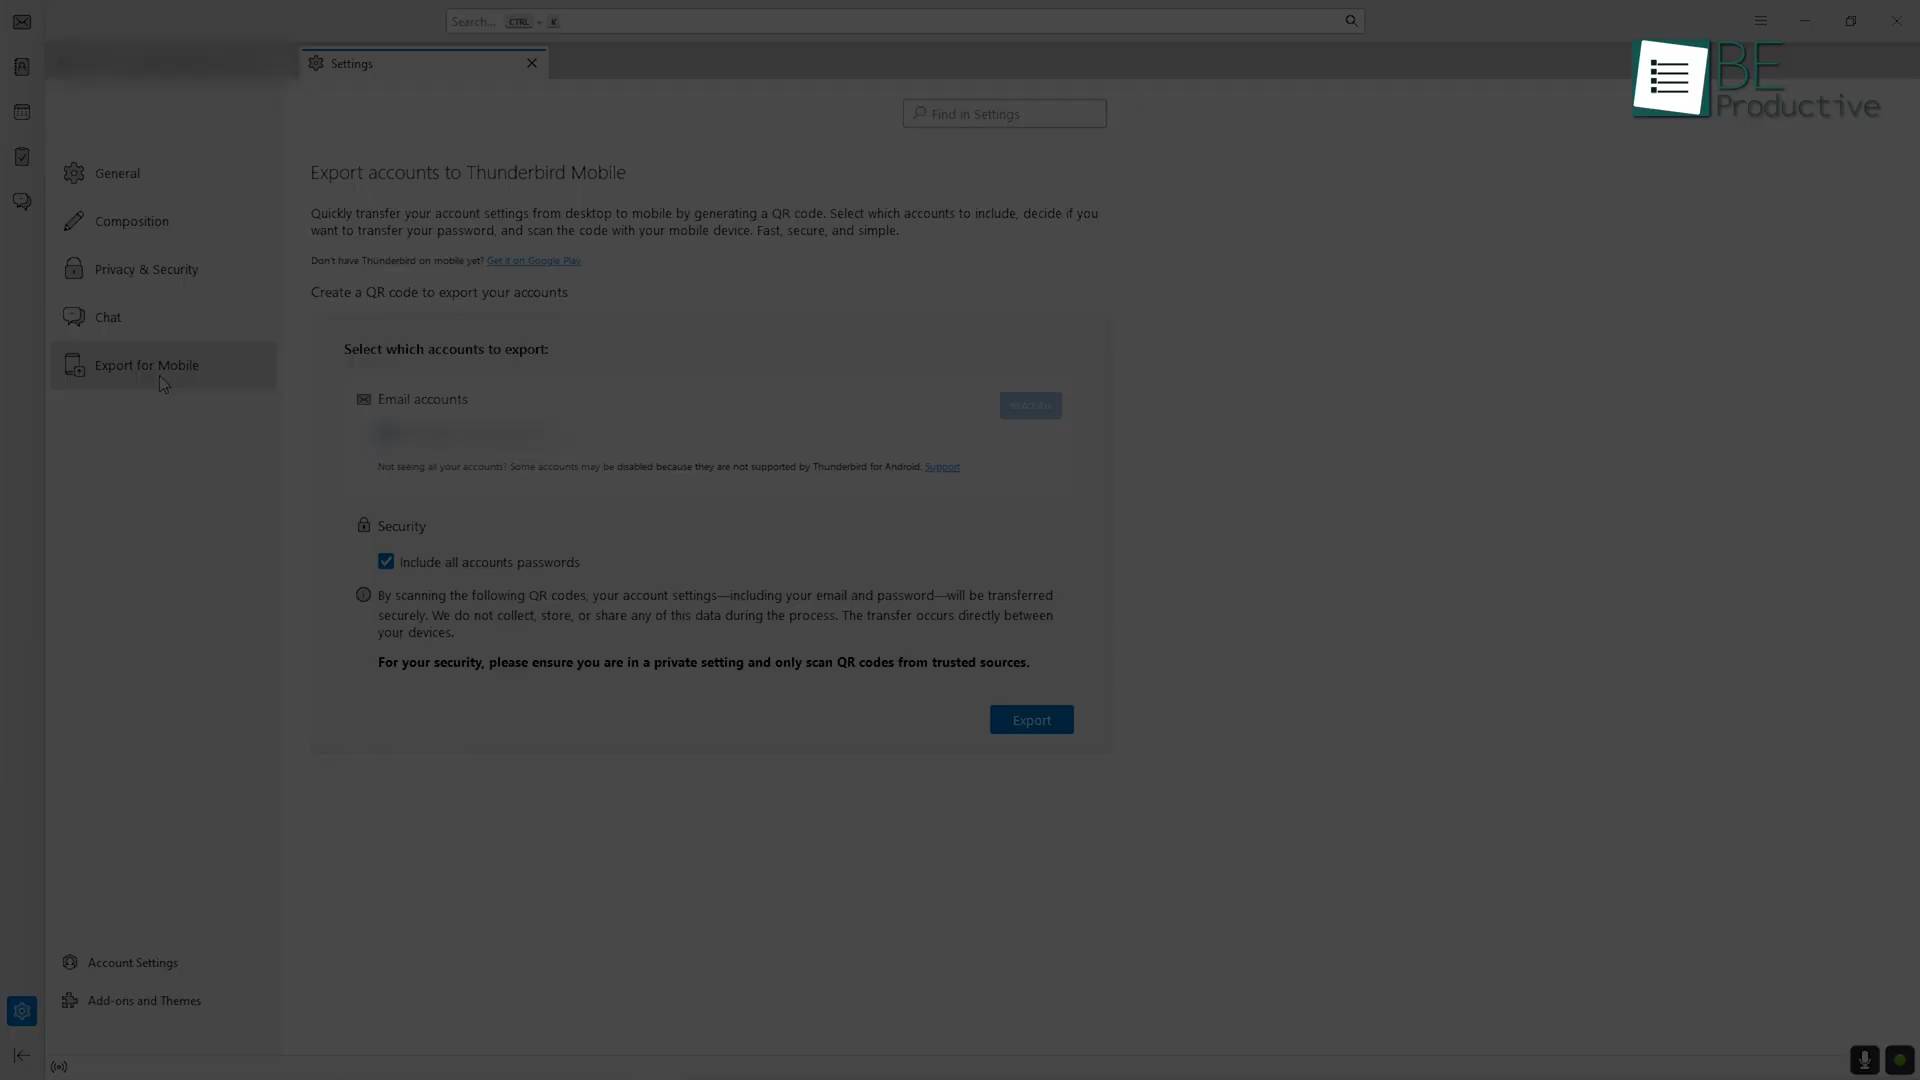 Search... CTRL + K
BE
Productive
Settings
Find in Settings
General
Composition
Privacy & Security
Chat
Export for Mobile
Export accounts to Thunderbird Mobile
Quickly transfer your account settings from desktop to mobile by generating a QR code. Select which accounts to include, decide if you
want to transfer your password, and scan the code with your mobile device. Fast, secure, and simple.
Don't have Thunderbird on mobile yet? Get it on Google Play
Create a QR code to export your accounts
Select which accounts to export:
Email accounts
Select All
Not seeing all your accounts? Some accounts may be disabled because they are not supported by Thunderbird for Android. Support
Security
Include all accounts passwords
By scanning the following QR codes, your account settings—including your email and password—will be transferred
securely. We do not collect, store, or share any of this data during the process. The transfer occurs directly between
your devices.
For your security, please ensure you are in a private setting and only scan QR codes from trusted sources.
Export
Account Settings
Add-ons and Themes